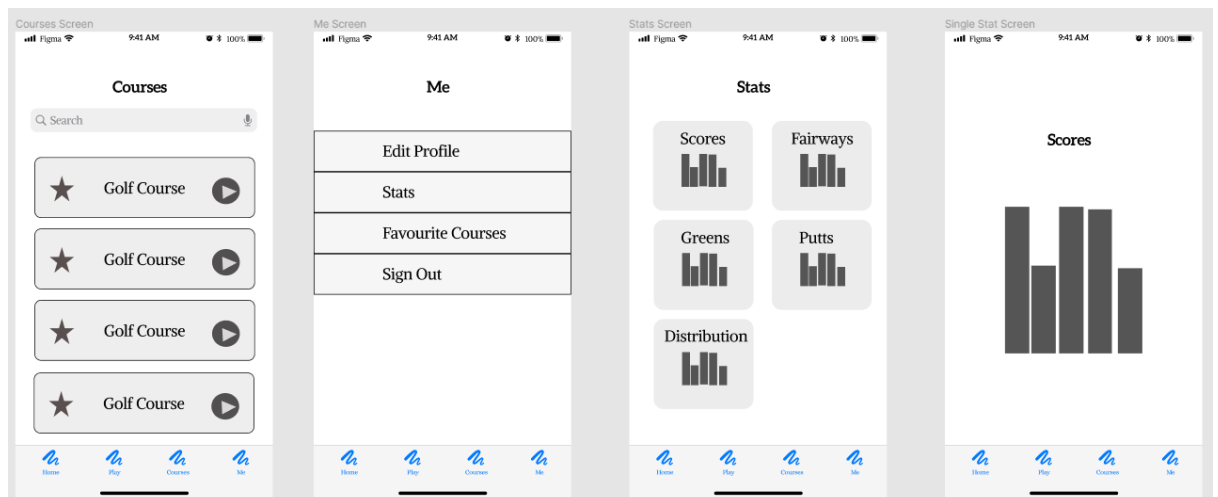 Courses Screen
Figma 9:41 AM 100%
Courses
Search
Golf Course
Golf Course
Golf Course
Golf Course
Home Play Courses Me
Me Screen
Figma 9:41 AM 100%
Me
Edit Profile
Stats
Favourite Courses
Sign Out
Home Play Courses Me
Stats Screen
Figma 9:41 AM 100%
Stats
Scores Fairways
Greens Putts
Distribution
Home Play Courses Me
Single Stat Screen
Figma 9:41 AM 100%
Scores
Home Play Courses Me